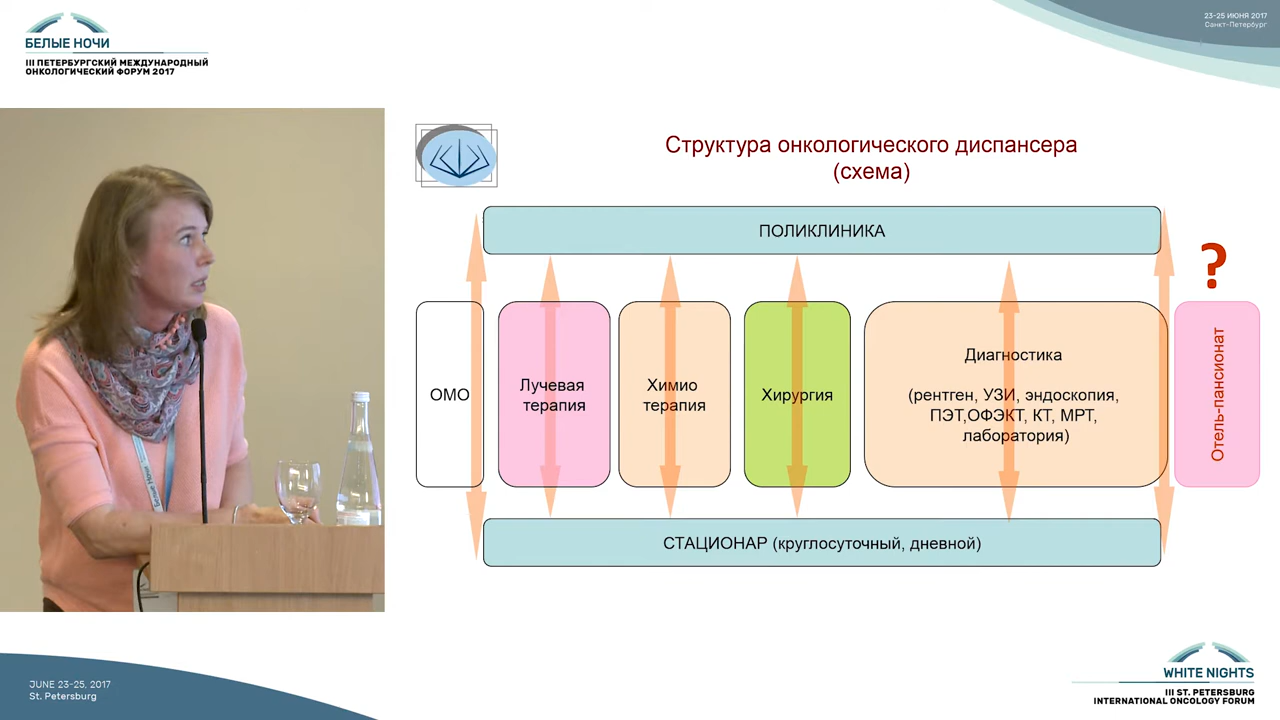 БЕЛЫЕ НОЧИ
III ПЕТЕРБУРГСКИЙ МЕЖДУНАРОДНЫЙ
ОНКОЛОГИЧЕСКИЙ ФОРУМ 2017
23-25 ИЮНЯ 2017
Санкт-Петербург
Структура онкологического диспансера
(схема)
ПОЛИКЛИНИКА
?
ОМО
Лучевая
терапия
Химио
терапия
Хирургия
Диагностика
(рентген, УЗИ, эндоскопия,
ПЭТ,ОФЭКТ, КТ, МРТ,
лаборатория)
Отель-пансионат
СТАЦИОНАР (круглосуточный, дневной)
JUNE 23-25, 2017
St. Petersburg
WHITE NIGHTS
III ST. PETERSBURG
INTERNATIONAL ONCOLOGY FORUM